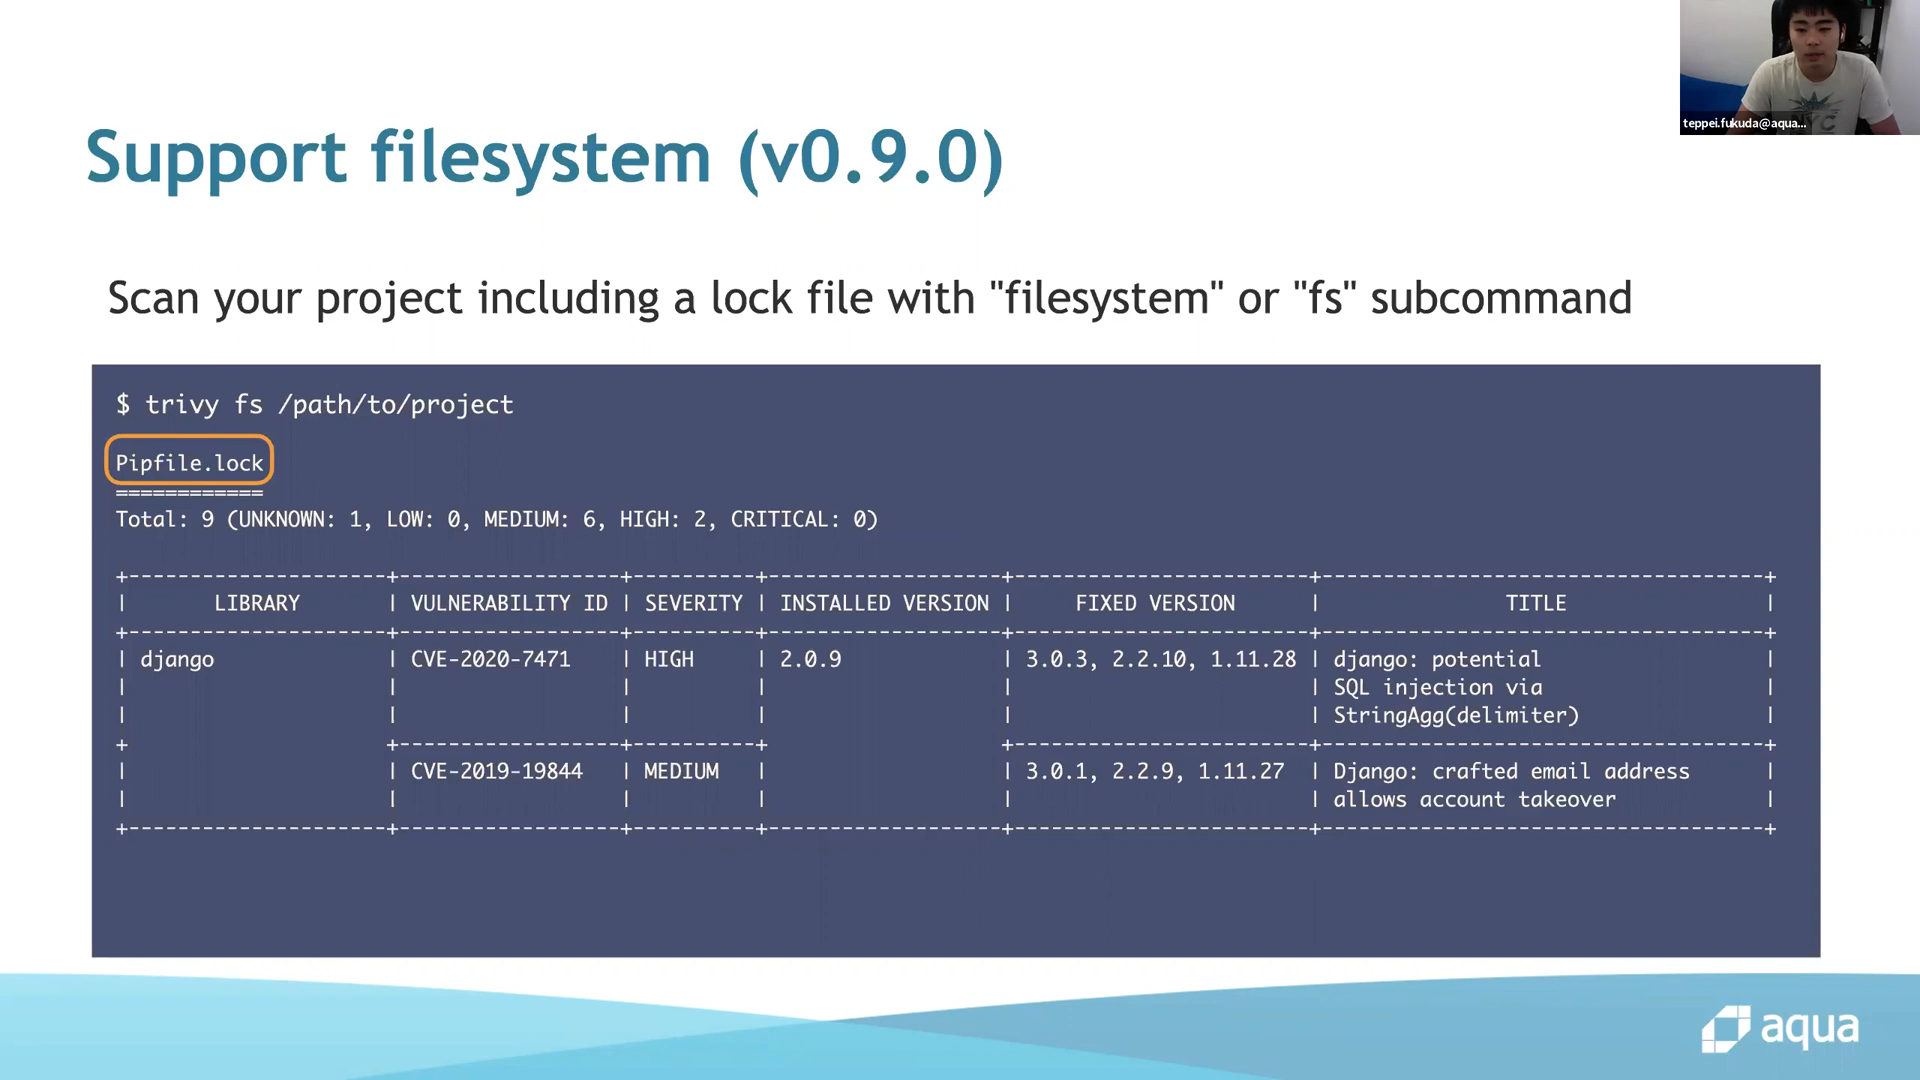 teppei.fukuda@aqua...
Support filesystem (v0.9.0)
Scan your project including a lock file with "filesystem" or "fs" subcommand
$ trivy fs /path/to/project
Pipfile.lock
============
Total: 9 (UNKNOWN: 1, LOW: 0, MEDIUM: 6, HIGH: 2, CRITICAL: 0)
+---------------------+------------------+----------+-------------------+------------------------+------------------------------------+
|       LIBRARY       | VULNERABILITY ID | SEVERITY | INSTALLED VERSION |     FIXED VERSION      |               TITLE                |
+---------------------+------------------+----------+-------------------+------------------------+------------------------------------+
| django              | CVE-2020-7471    | HIGH     | 2.0.9             | 3.0.3, 2.2.10, 1.11.28 | django: potential                  |
|                     |                  |          |                   |                        | SQL injection via                  |
|                     |                  |          |                   |                        | StringAgg(delimiter)               |
+                     +------------------+----------+                   +------------------------+------------------------------------+
|                     | CVE-2019-19844   | MEDIUM   |                   | 3.0.1, 2.2.9, 1.11.27  | Django: crafted email address      |
|                     |                  |          |                   |                        | allows account takeover            |
+---------------------+------------------+----------+-------------------+------------------------+------------------------------------+
aqua